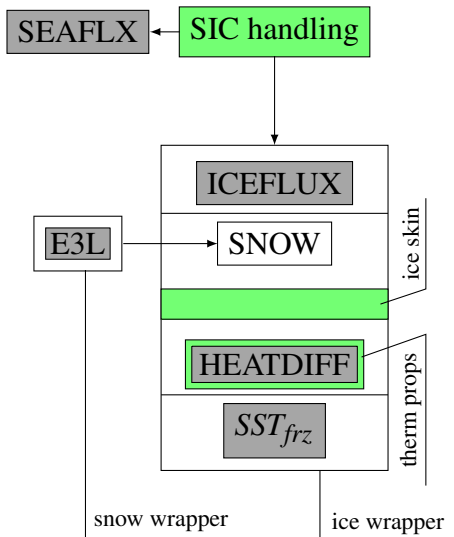 SEAFLX
SIC handling
ICEFLUX
E3L
SNOW
ice skin
HEATDIFF
therm props
SST_frz
snow wrapper
ice wrapper